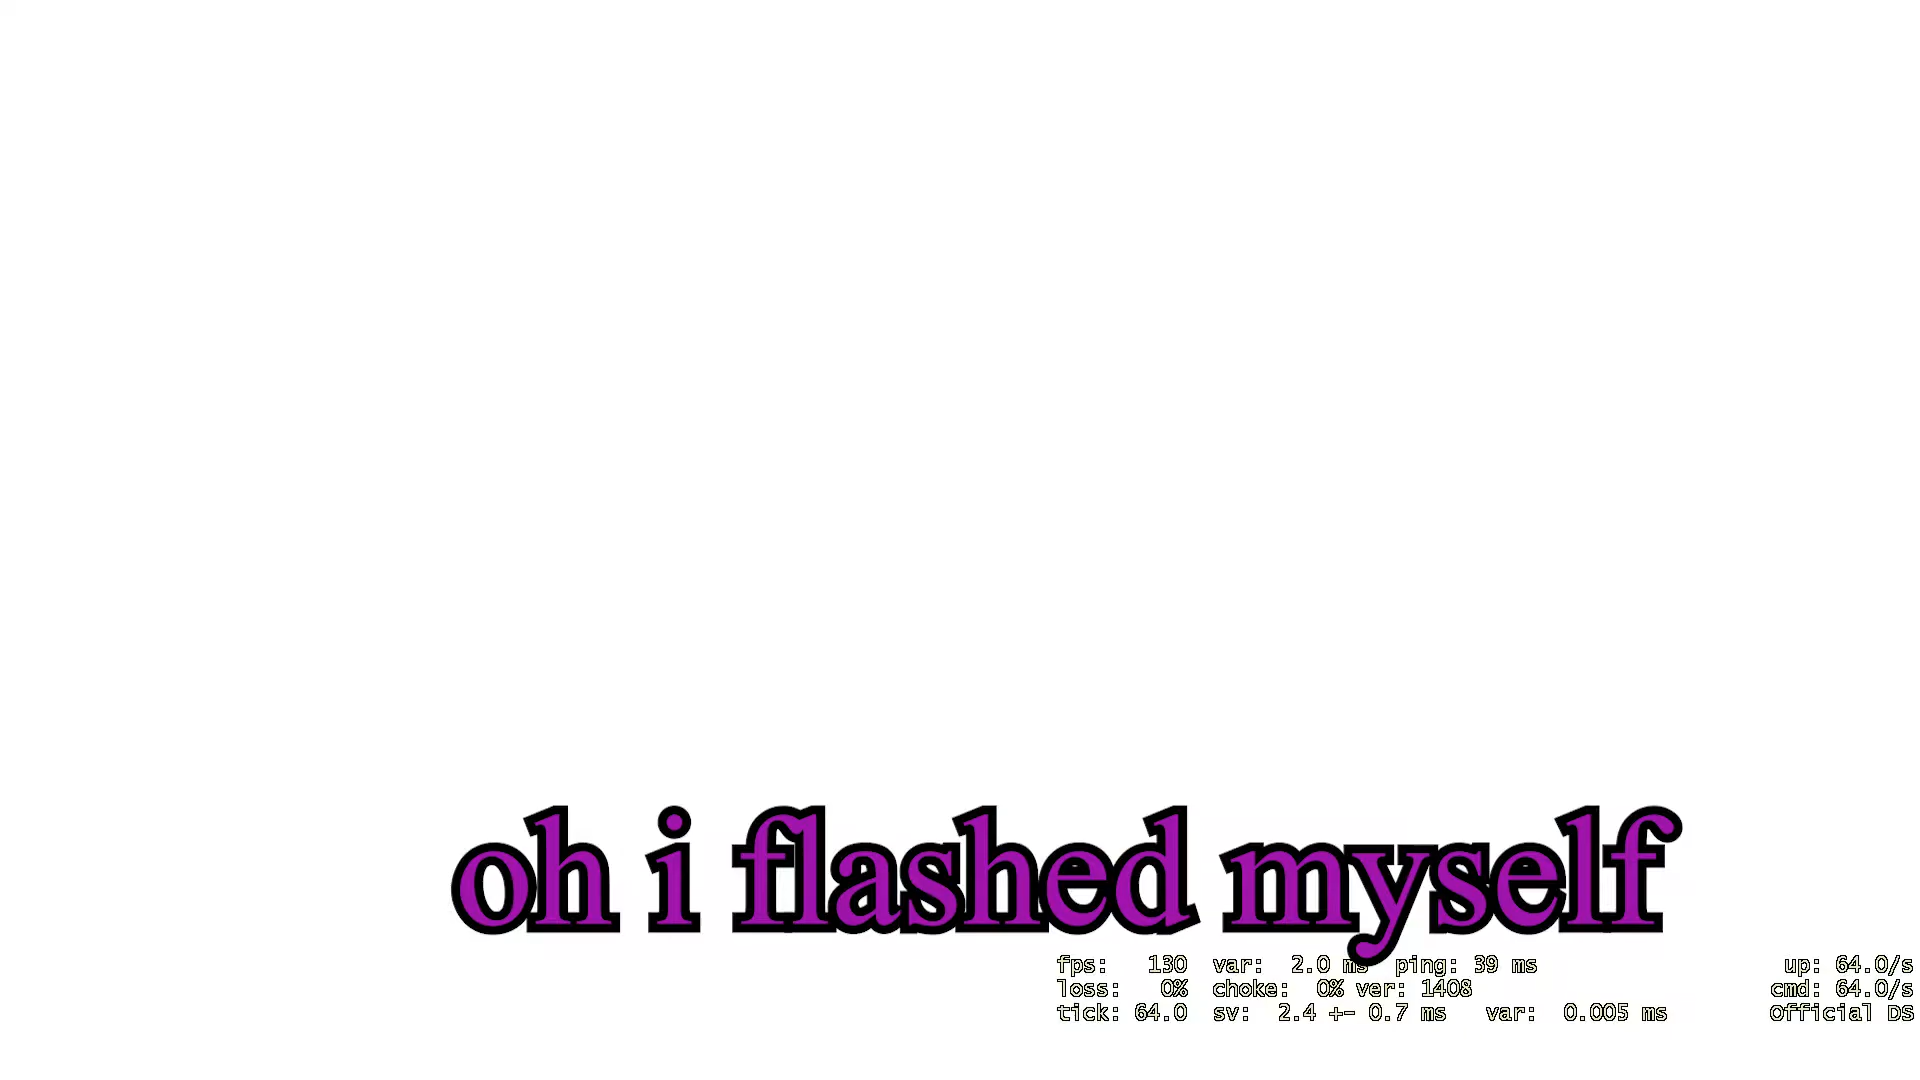 oh i flashed myself
fps: 130 var: 2.0 ms ping: 39 ms up: 64.0/s
loss: 0% choke: 0% ver: 1408 cmd: 64.0/s
tick: 64.0 sv: 2.4 +- 0.7 ms var: 0.005 ms Official DS